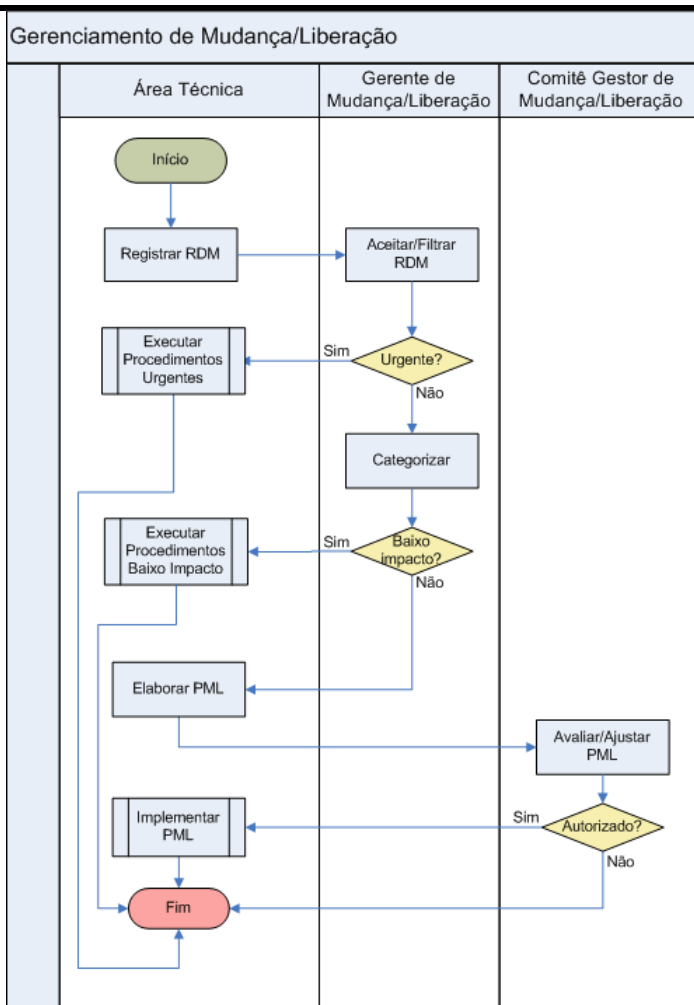 Gerenciamento de Mudança/Liberação
Área Técnica
Gerente de
Mudança/Liberação
Comitê Gestor de
Mudança/Liberação
Início
Registrar RDM
Aceitar/Filtrar
RDM
Executar
Procedimentos
Urgentes
Sim
Urgente?
Não
Categorizar
Executar
Procedimentos
Baixo Impacto
Sim
Baixo
impacto?
Não
Elaborar PML
Avaliar/Ajustar
PML
Implementar
PML
Sim
Autorizado?
Não
Fim